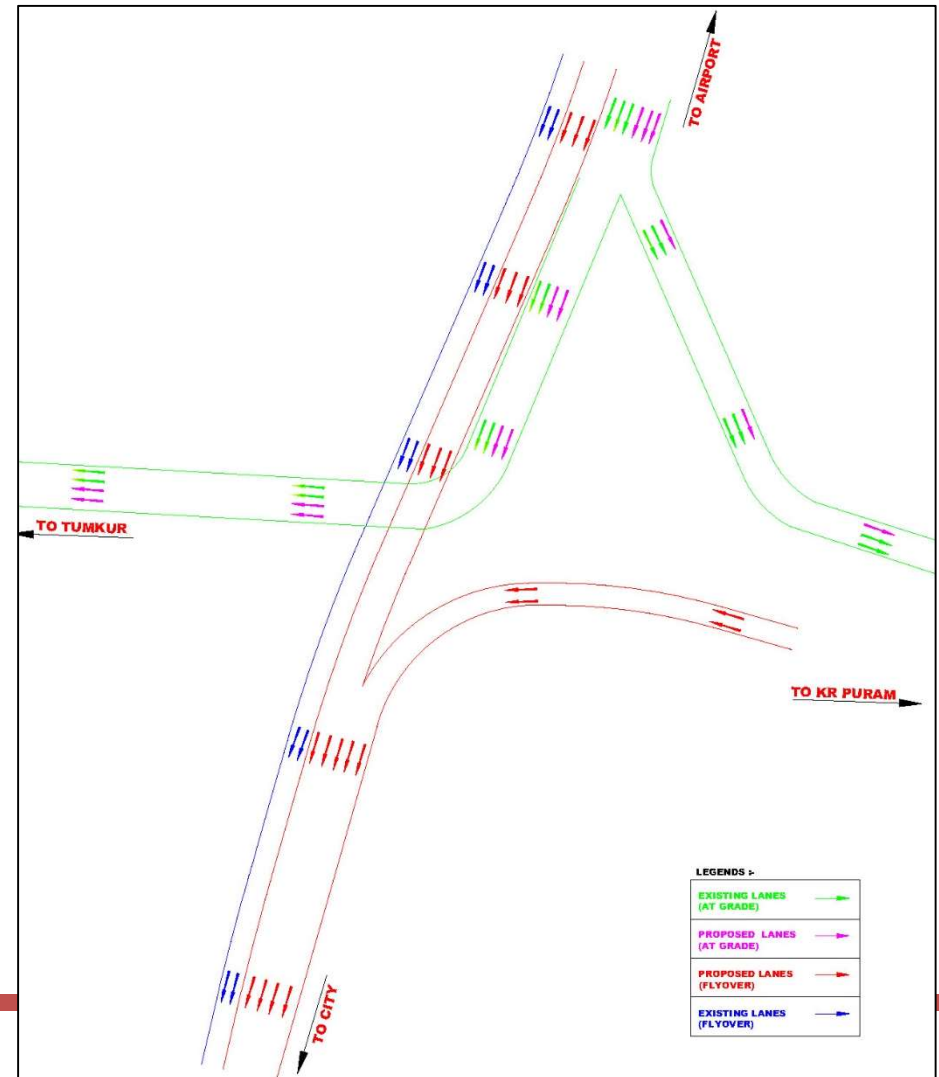 TO AIRPORT
TO TUMKUR
TO KR PURAM
TO CITY
LEGENDS :-
EXISTING LANES
(AT GRADE)
PROPOSED LANES
(AT GRADE)
PROPOSED LANES
(FLYOVER)
EXISTING LANES
(FLYOVER)